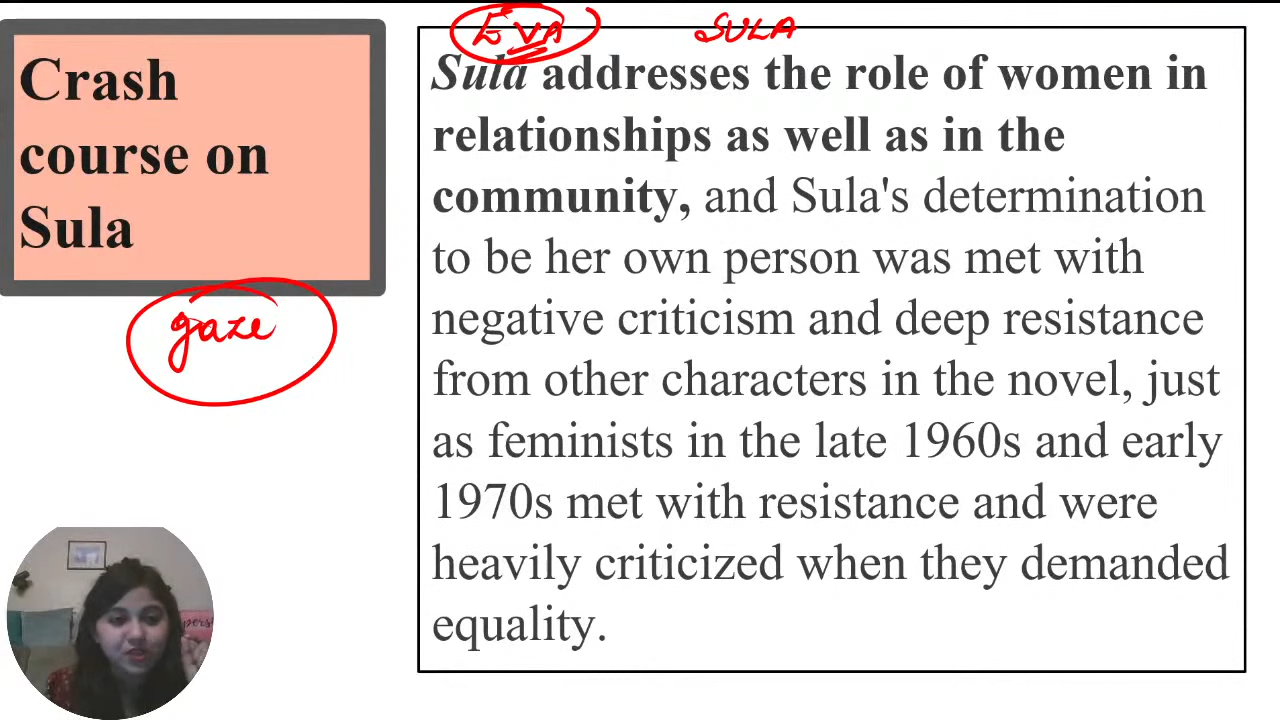 Crash
course on
Sula
gaze
EVA SULA
Sula addresses the role of women in
relationships as well as in the
community, and Sula's determination
to be her own person was met with
negative criticism and deep resistance
from other characters in the novel, just
as feminists in the late 1960s and early
1970s met with resistance and were
heavily criticized when they demanded
equality.